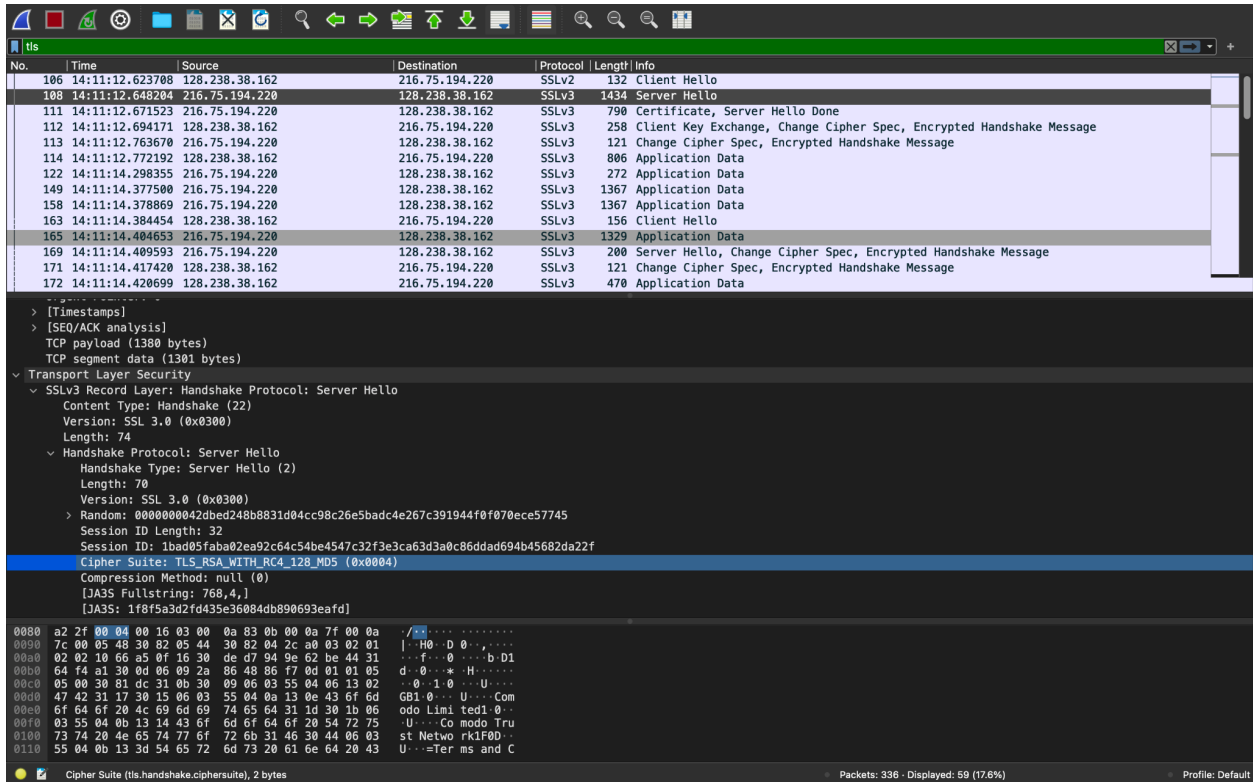 tls
No. Time Source Destination Protocol Length Info
106 14:11:12.623708 128.238.38.162 216.75.194.220 SSLv2 132 Client Hello
108 14:11:12.648204 216.75.194.220 128.238.38.162 SSLv3 1434 Server Hello
111 14:11:12.671523 216.75.194.220 128.238.38.162 SSLv3 790 Certificate, Server Hello Done
112 14:11:12.694171 128.238.38.162 216.75.194.220 SSLv3 258 Client Key Exchange, Change Cipher Spec, Encrypted Handshake Message
113 14:11:12.763670 216.75.194.220 128.238.38.162 SSLv3 121 Change Cipher Spec, Encrypted Handshake Message
114 14:11:12.772192 128.238.38.162 216.75.194.220 SSLv3 806 Application Data
122 14:11:14.298355 216.75.194.220 128.238.38.162 SSLv3 272 Application Data
149 14:11:14.377500 216.75.194.220 128.238.38.162 SSLv3 1367 Application Data
158 14:11:14.378869 216.75.194.220 128.238.38.162 SSLv3 1367 Application Data
163 14:11:14.384454 128.238.38.162 216.75.194.220 SSLv3 156 Client Hello
165 14:11:14.404653 216.75.194.220 128.238.38.162 SSLv3 1329 Application Data
169 14:11:14.409593 216.75.194.220 128.238.38.162 SSLv3 200 Server Hello, Change Cipher Spec, Encrypted Handshake Message
171 14:11:14.417420 128.238.38.162 216.75.194.220 SSLv3 121 Change Cipher Spec, Encrypted Handshake Message
172 14:11:14.420699 128.238.38.162 216.75.194.220 SSLv3 470 Application Data
[Timestamps]
[SEQ/ACK analysis]
TCP payload (1380 bytes)
TCP segment data (1301 bytes)
Transport Layer Security
SSLv3 Record Layer: Handshake Protocol: Server Hello
Content Type: Handshake (22)
Version: SSL 3.0 (0x0300)
Length: 74
Handshake Protocol: Server Hello
Handshake Type: Server Hello (2)
Length: 70
Version: SSL 3.0 (0x0300)
Random: 0000000042dbed248b8831d04cc98c26e5badc4e267c391944f0f070ece57745
Session ID Length: 32
Session ID: 1bad05faba02ea92c64c54be4547c32f3e3ca63d3a0c86ddad694b45682da22f
Cipher Suite: TLS_RSA_WITH_RC4_128_MD5 (0x0004)
Compression Method: null (0)
[JA3S Fullstring: 768,4,]
[JA3S: 1f8f5a3d2fd435e36084db890693eafd]
0080 a2 2f 00 04 00 16 03 00 0a 83 0b 00 0a 7f 00 0a ·/······ ········
0090 7c 00 05 48 30 82 05 44 30 82 04 2c a0 03 02 01 |··H0··D 0··,····
00a0 02 02 10 66 a5 0f 16 30 de d7 94 9e 62 be 44 31 ···f···0 ····b·D1
00b0 64 f4 a1 30 0d 06 09 2a 86 48 86 f7 0d 01 01 05 d··0···* ·H······
00c0 05 00 30 81 dc 31 0b 30 09 06 03 55 04 06 13 02 ··0··1·0 ···U····
00d0 47 42 31 17 30 15 06 03 55 04 0a 13 0e 43 6f 6d GB1·0··· U····Com
00e0 6f 64 6f 20 4c 69 6d 69 74 65 64 31 1d 30 1b 06 odo Limi ted1·0··
00f0 03 55 04 0b 13 14 43 6f 6d 6f 64 6f 20 54 72 75 ·U····Co modo Tru
0100 73 74 20 4e 65 74 77 6f 72 6b 31 46 30 44 06 03 st Netwo rk1F0D··
0110 55 04 0b 13 3d 54 65 72 6d 73 20 61 6e 64 20 43 U···=Ter ms and C
Cipher Suite (tls.handshake.ciphersuite), 2 bytes Packets: 336 · Displayed: 59 (17.6%) Profile: Default